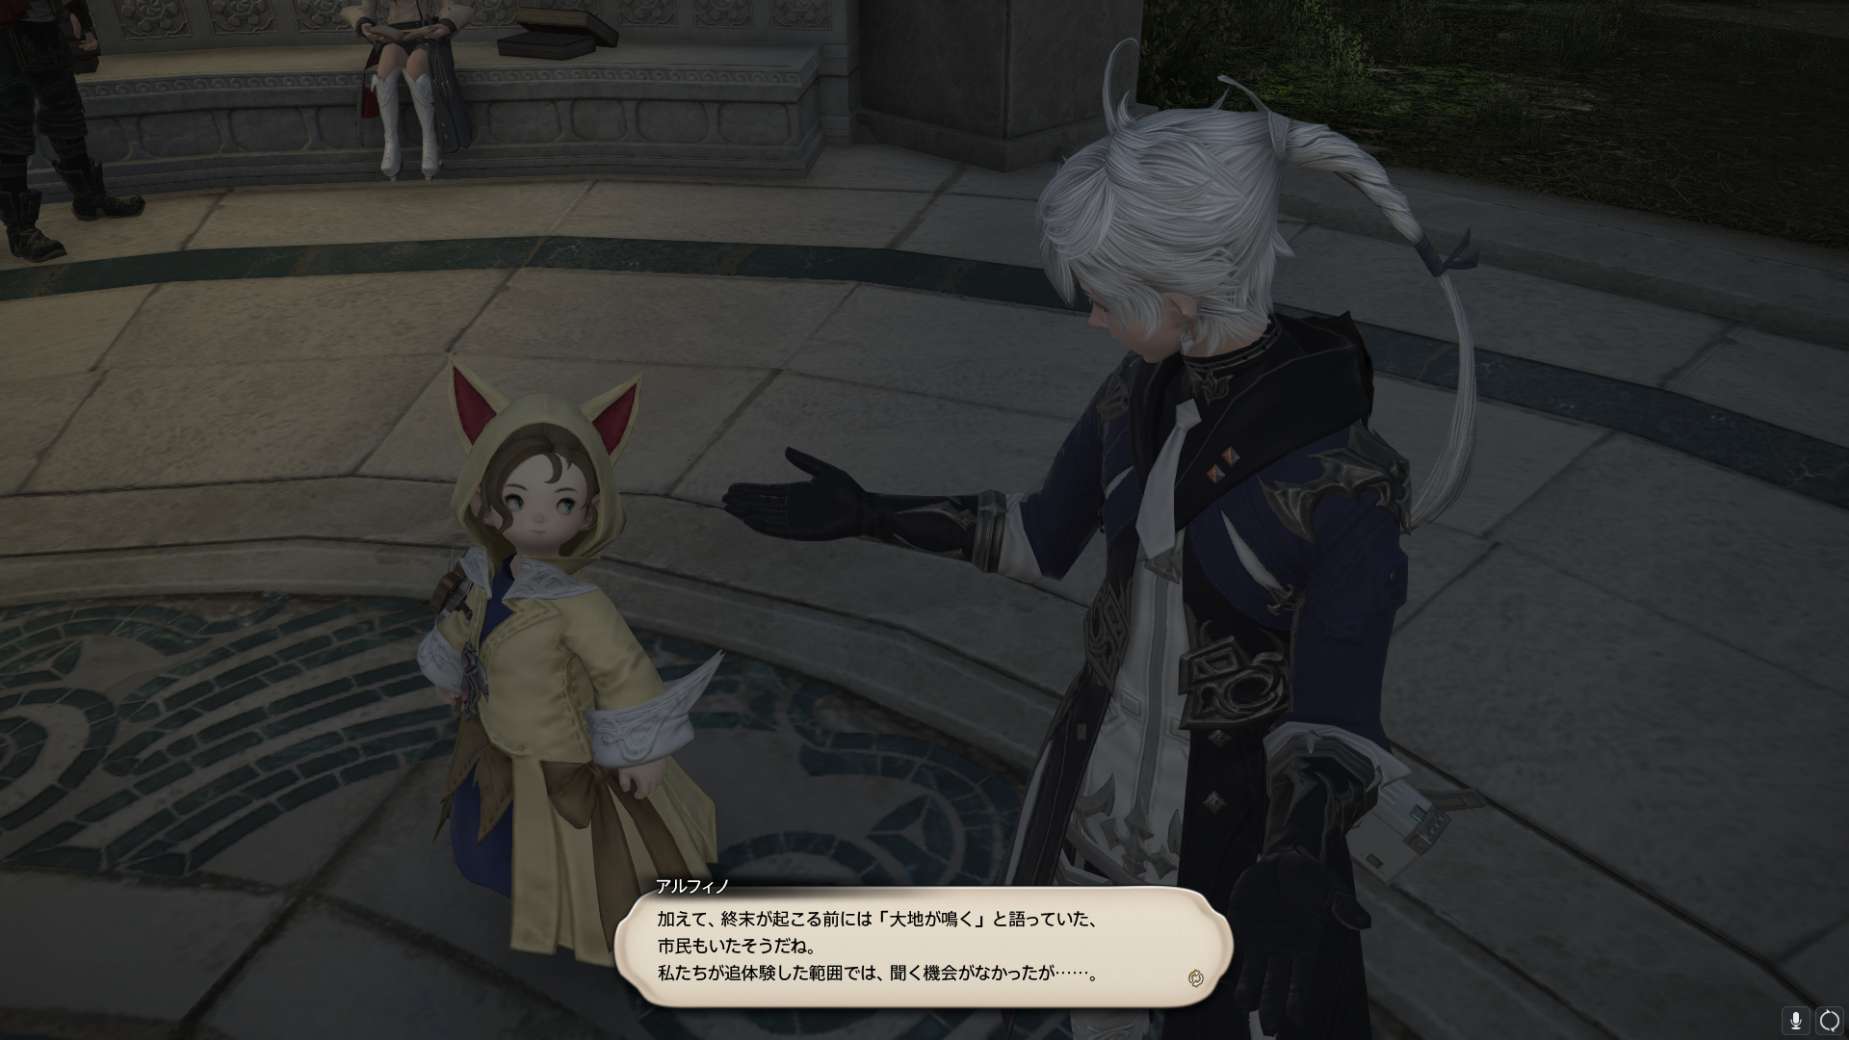 アルフィノ
加えて、終末が起こる前には「大地が鳴く」と語っていた、
市民もいたそうだね。
私たちが追体験した範囲では、聞く機会がなかったが……。